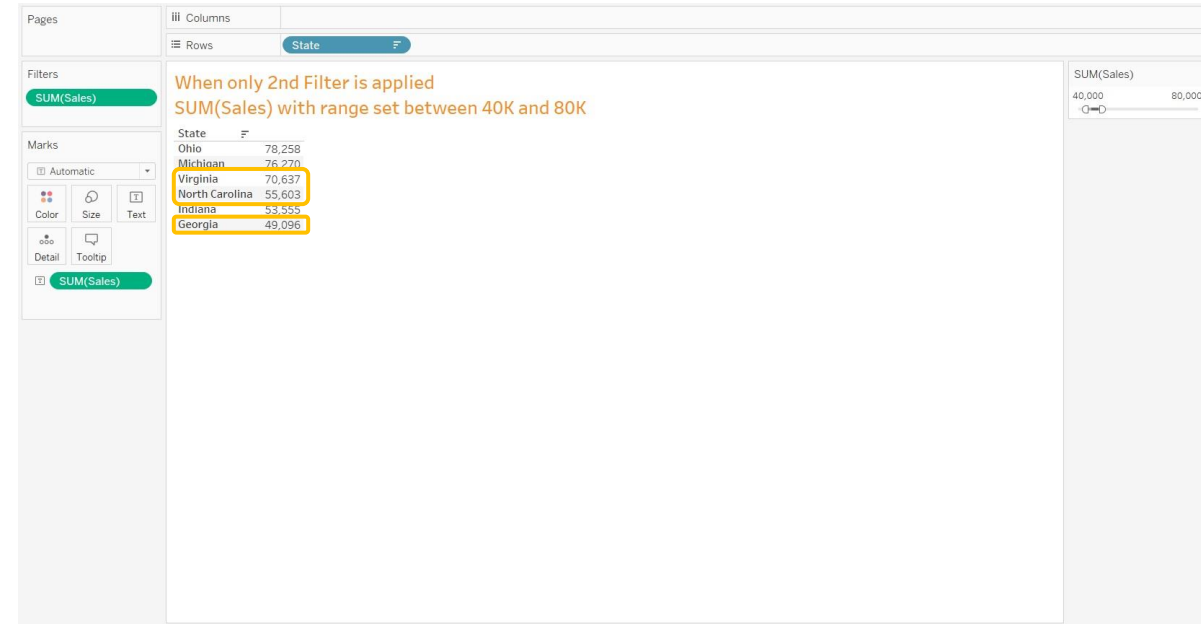 Pages
iii Columns
Rows
State
Filters
SUM(Sales)
When only 2nd Filter is applied
SUM(Sales) with range set between 40K and 80K
SUM(Sales)
40,000 80,000
Marks
Automatic
Color Size Text
Detail Tooltip
SUM(Sales)
State
Ohio 78,258
Michigan 76,270
Virginia 70,637
North Carolina 55,603
Indiana 53,555
Georgia 49,096